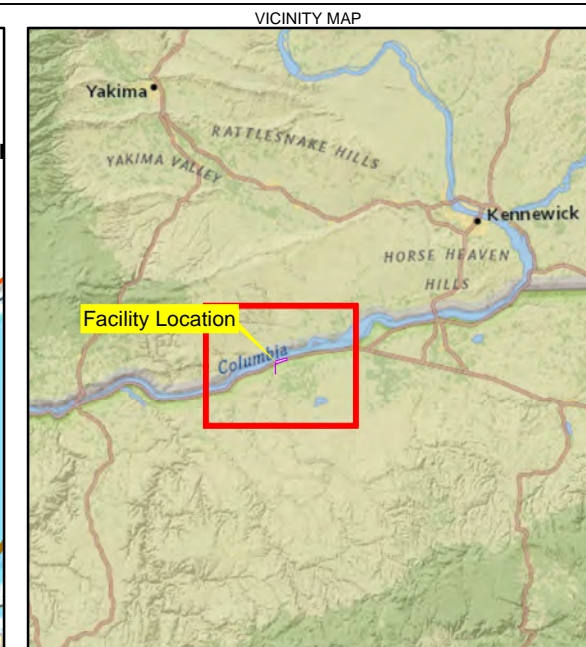 VICINITY MAP
Yakima
RATTLESNAKE HILLS
YAKIMA VALLEY
Kennewick
HORSE HEAVEN
HILLS
Facility Location
Columbia